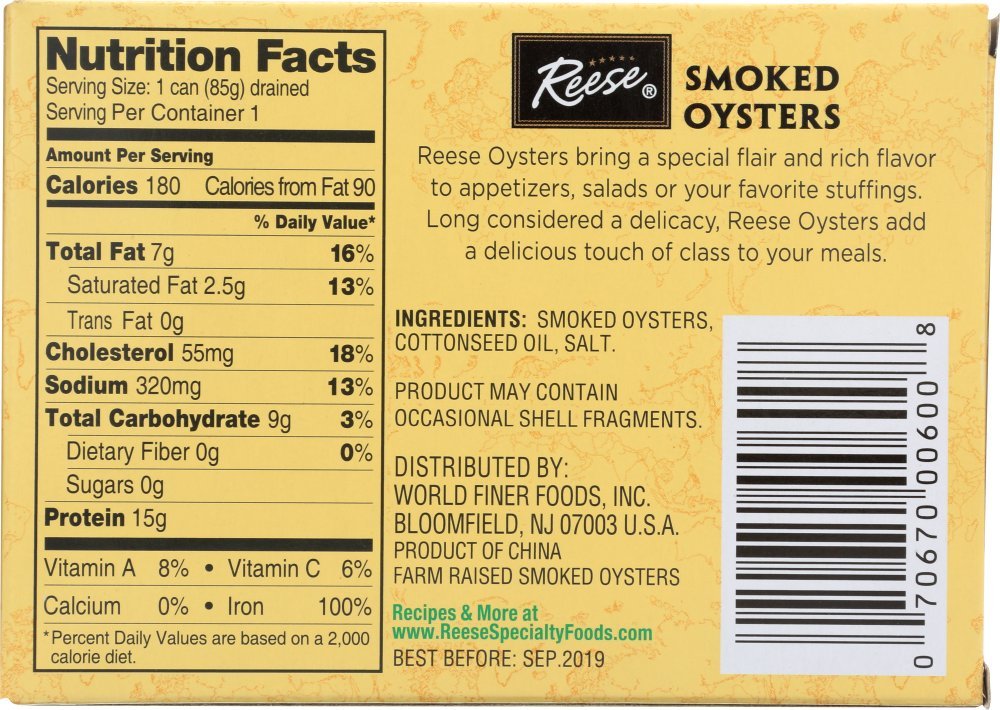 Nutrition Facts
Serving Size: 1 can (85g) drained
Serving Per Container 1
Amount Per Serving
Calories 180 Calories from Fat 90
% Daily Value*
Total Fat 7g 16%
Saturated Fat 2.5g 13%
Trans Fat 0g
Cholesterol 55mg 18%
Sodium 320mg 13%
Total Carbohydrate 9g 3%
Dietary Fiber 0g 0%
Sugars 0g
Protein 15g
Vitamin A 8% • Vitamin C 6%
Calcium 0% • Iron 100%
*Percent Daily Values are based on a 2,000
calorie diet.
Reese®
SMOKED
OYSTERS
Reese Oysters bring a special flair and rich flavor
to appetizers, salads or your favorite stuffings.
Long considered a delicacy, Reese Oysters add
a delicious touch of class to your meals.
INGREDIENTS: SMOKED OYSTERS,
COTTONSEED OIL, SALT.
PRODUCT MAY CONTAIN
OCCASIONAL SHELL FRAGMENTS.
DISTRIBUTED BY:
WORLD FINER FOODS, INC.
BLOOMFIELD, NJ 07003 U.S.A.
PRODUCT OF CHINA
FARM RAISED SMOKED OYSTERS
Recipes & More at
www.ReeseSpecialtyFoods.com
BEST BEFORE: SEP.2019
0 70670 00600 8